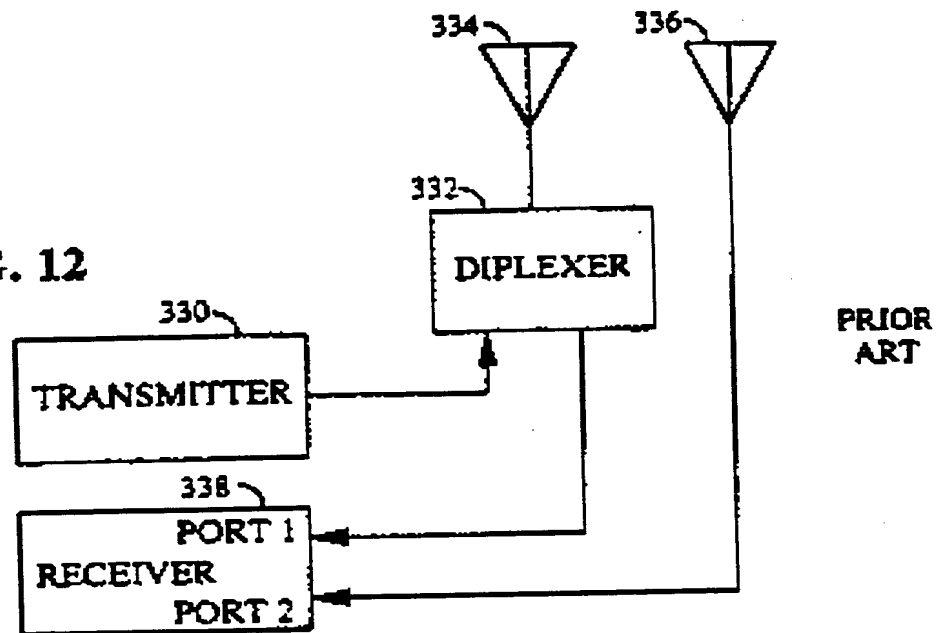 334
336
332
DIPLEXER
. 12
330
TRANSMITTER
PRIOR
ART
338
PORT 1
RECEIVER
PORT 2